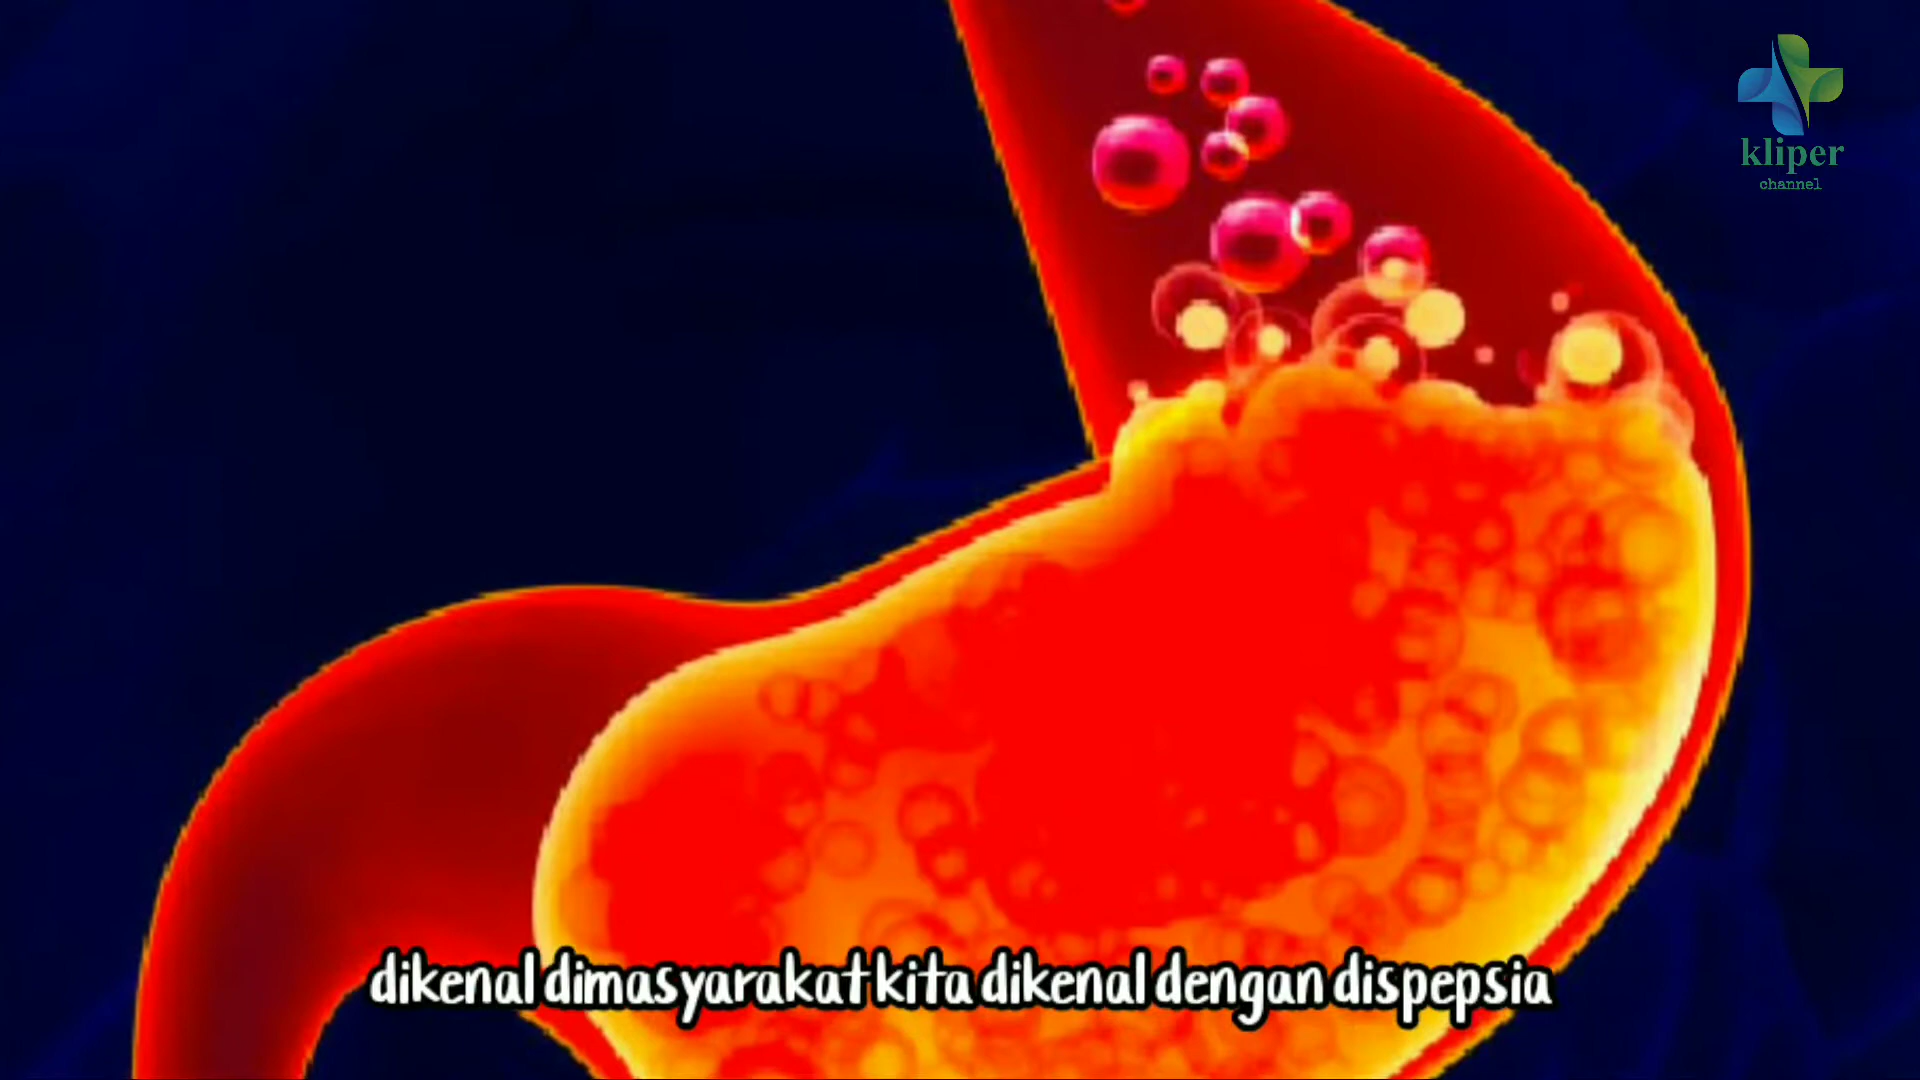 kliper
channel
dikenal dimasyarakat kita dikenal dengan dispepsia